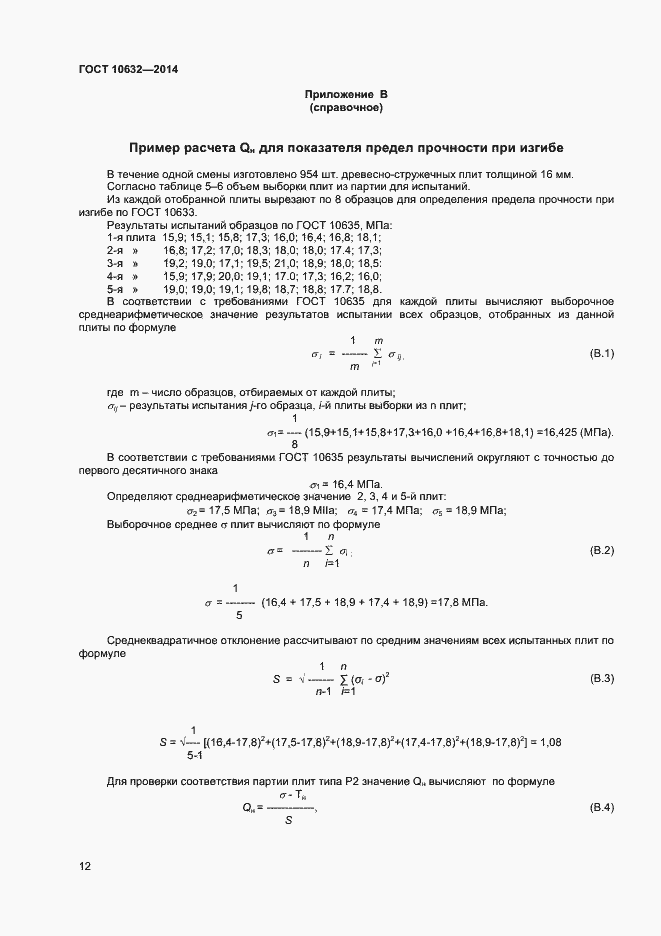 ГОСТ 10632—2014
Приложение В
(справочное)
Пример расчета Qн для показателя предел прочности при изгибе
В течение одной смены изготовлено 954 шт. древесно-стружечных плит толщиной 16 мм.
Согласно таблице 5–6 объем выборки плит из партии для испытаний.
Из каждой отобранной плиты вырезают по 8 образцов для определения предела прочности при
изгибе по ГОСТ 10633.
Результаты испытаний образцов по ГОСТ 10635, МПа:
1-я плита 15,9; 15,1; 15,8; 17,3; 16,0; 16,4; 16,8; 18,1;
2-я » 16,8; 17,2; 17,0; 18,3; 18,0; 18,0; 17.4; 17,3;
3-я » 19,2; 19,0; 17,1; 19,5; 21,0; 18,9; 18,0; 18,5:
4-я » 15,9; 17,9; 20,0; 19,1; 17.0; 17,3; 16,2; 16,0;
5-я » 19,0; 19,0; 19,1; 19,8; 18,7; 18,8; 17.7; 18,8.
В соответствии с требованиями ГОСТ 10635 для каждой плиты вычисляют выборочное
среднеарифметическое значение результатов испытании всех образцов, отобранных из данной
плиты по формуле
1 m
σi = ------- Σ σij, (В.1)
m i=1
где m – число образцов, отбираемых от каждой плиты;
σij – результаты испытания j-го образца, i-й плиты выборки из n плит;
1
σ1= ---- (15,9+15,1+15,8+17,3+16,0 +16,4+16,8+18,1) =16,425 (МПа).
8
В соответствии с требованиями ГОСТ 10635 результаты вычислений округляют с точностью до
первого десятичного знака
σ1 = 16,4 МПа.
Определяют среднеарифметическое значение 2, 3, 4 и 5-й плит:
σ2 = 17,5 МПа; σ3 = 18,9 МIIа; σ4 = 17,4 МПа; σ5 = 18,9 МПа;
Выборочное среднее σ плит вычисляют по формуле
1 n
σ= -------- Σ σi ; (В.2)
n i=1
1
σ = -------- (16,4 + 17,5 + 18,9 + 17,4 + 18,9) =17,8 МПа.
5
Среднеквадратичное отклонение рассчитывают по средним значениям всех испытанных плит по
формуле
1 n
S = √ ------- Σ (σi - σ)² (В.3)
n-1 i=1
1
S = √---- [(16,4-17,8)²+(17,5-17,8)²+(18,9-17,8)²+(17,4-17,8)²+(18,9-17,8)²] = 1,08
5-1
Для проверки соответствия партии плит типа Р2 значение Qн вычисляют по формуле
σ - Тн
Qн = -------------, (В.4)
S
12